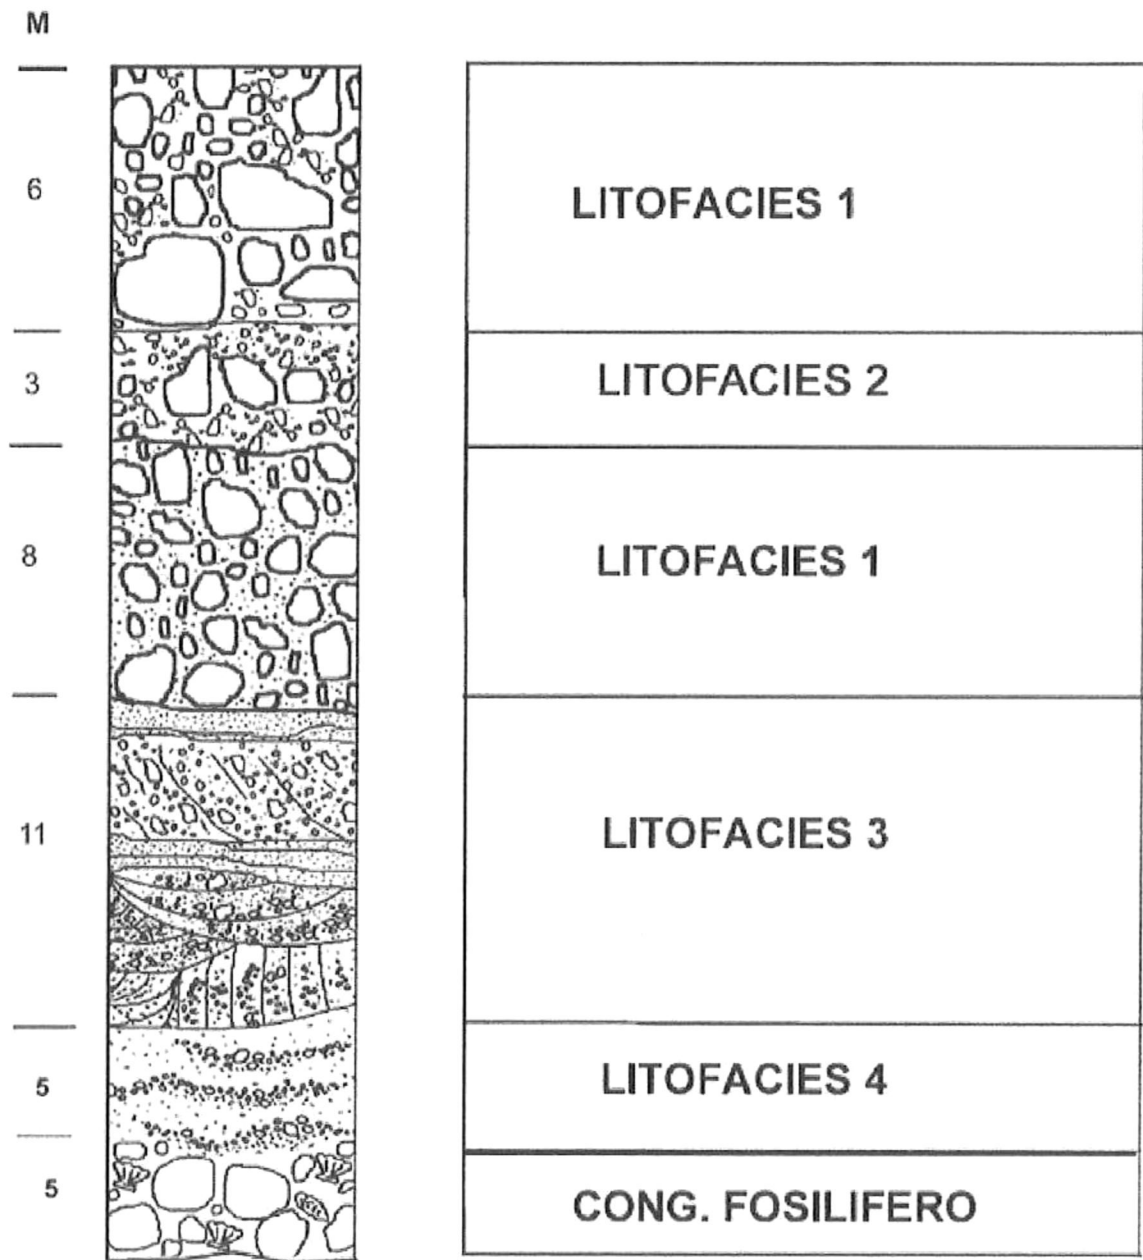 M
6
LITOFACIES 1
3
LITOFACIES 2
8
LITOFACIES 1
11
LITOFACIES 3
5
LITOFACIES 4
5
CONG. FOSILIFERO